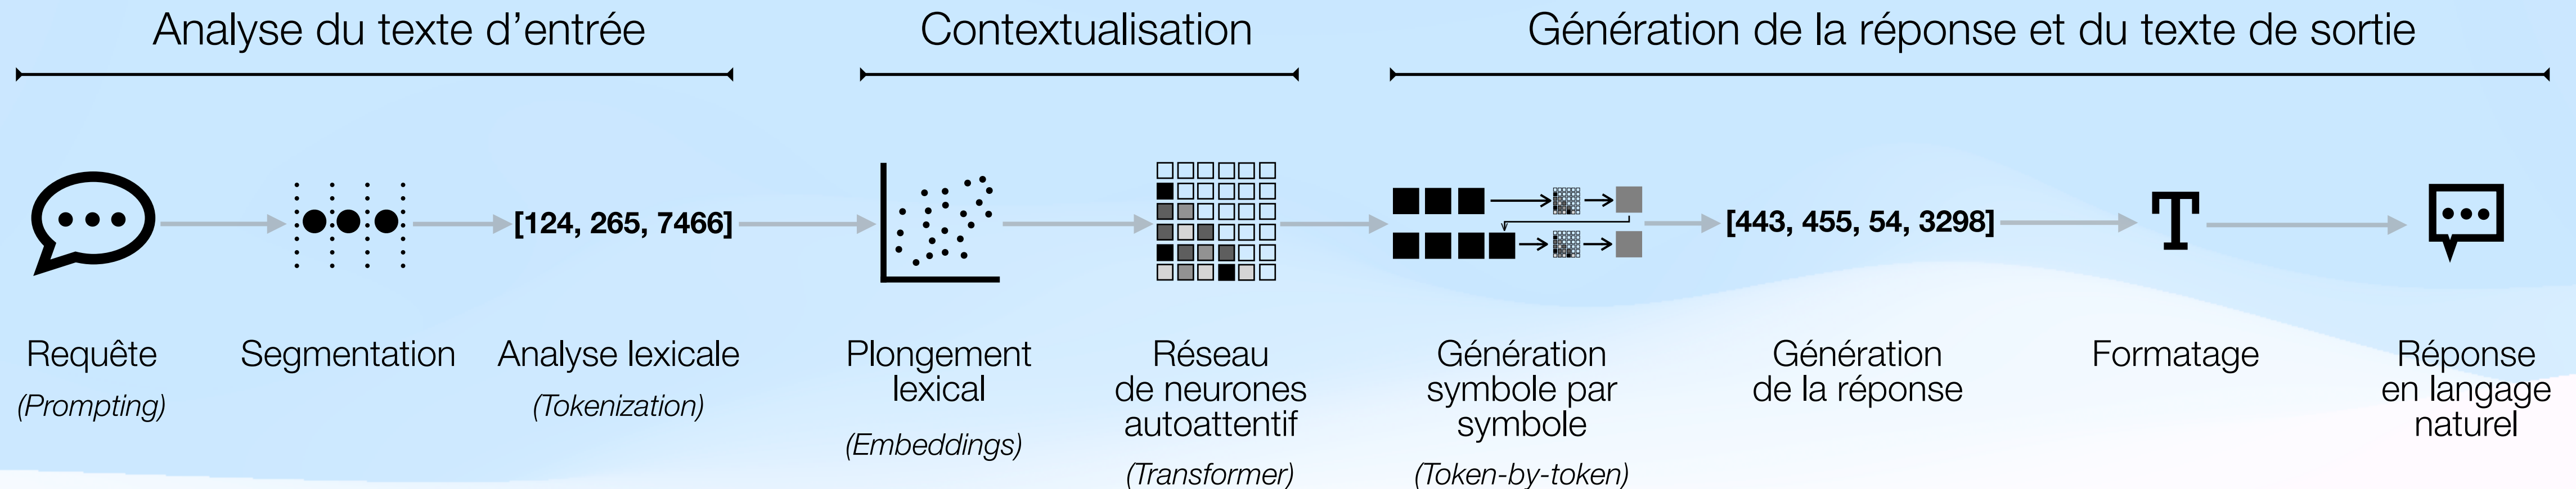 Analyse du texte d’entrée
Contextualisation
Génération de la réponse et du texte de sortie
[124, 265, 7466]
[443, 455, 54, 3298]
T
Requête
(Prompting)
Segmentation
Analyse lexicale
(Tokenization)
Plongement
lexical
(Embeddings)
Réseau
de neurones
autoattentif
(Transformer)
Génération
symbole par
symbole
(Token-by-token)
Génération
de la réponse
Formatage
Réponse
en langage
naturel